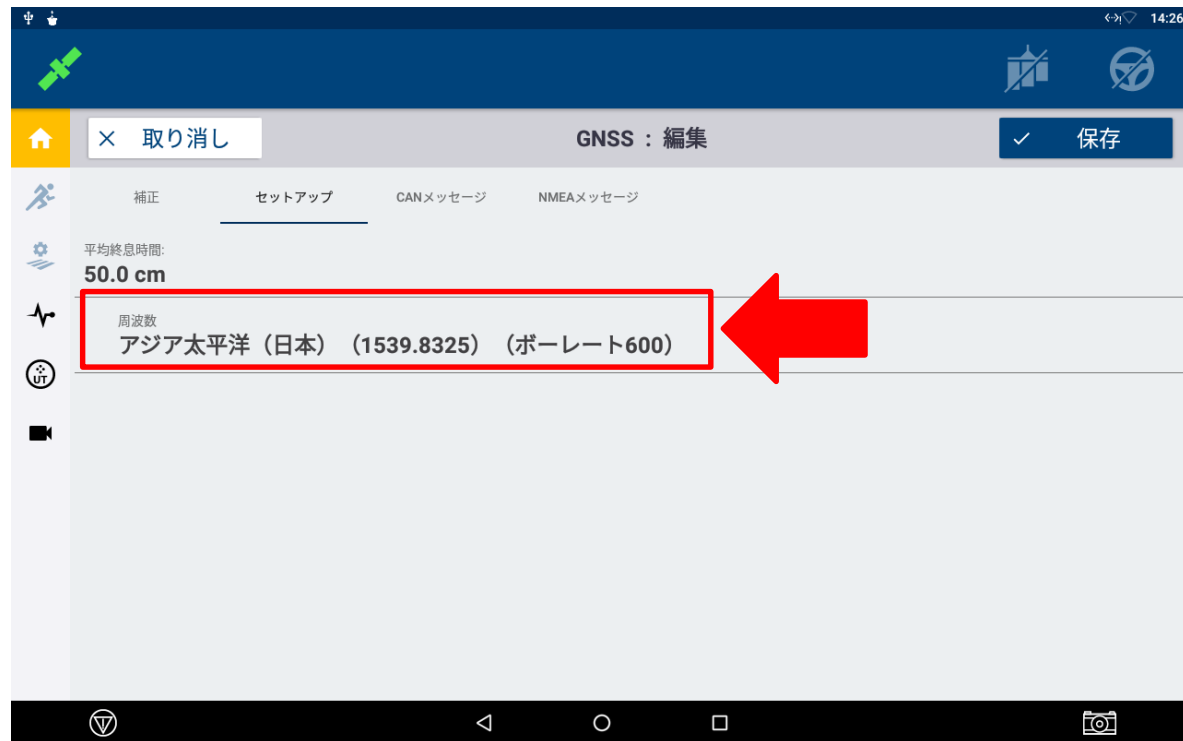 14:26
取り消し
GNSS : 編集
保存
補正
セットアップ
CANメッセージ
NMEAメッセージ
平均終息時間:
50.0 cm
周波数
アジア太平洋（日本）（1539.8325）（ボーレート600）
UT